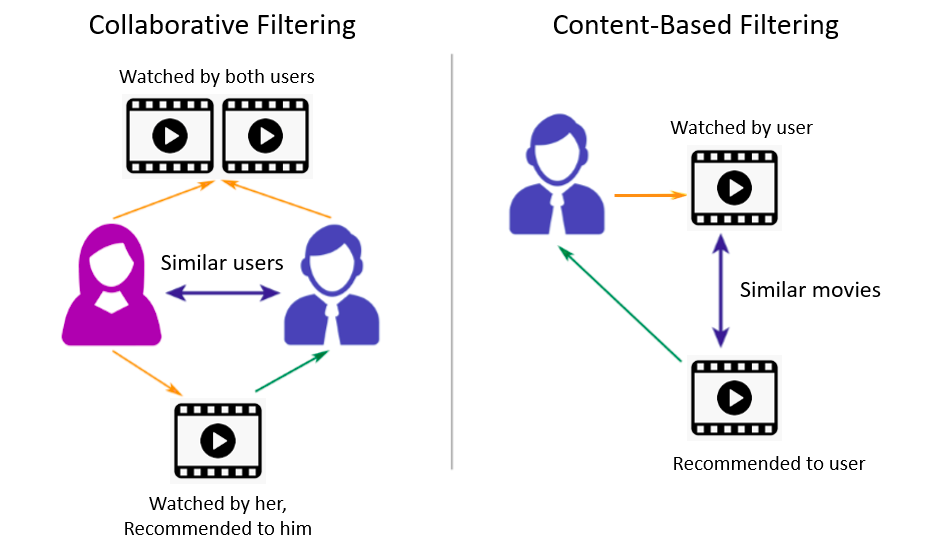 Collaborative Filtering
Watched by both users
Similar users
Watched by her,
Recommended to him
Content-Based Filtering
Watched by user
Similar movies
Recommended to user